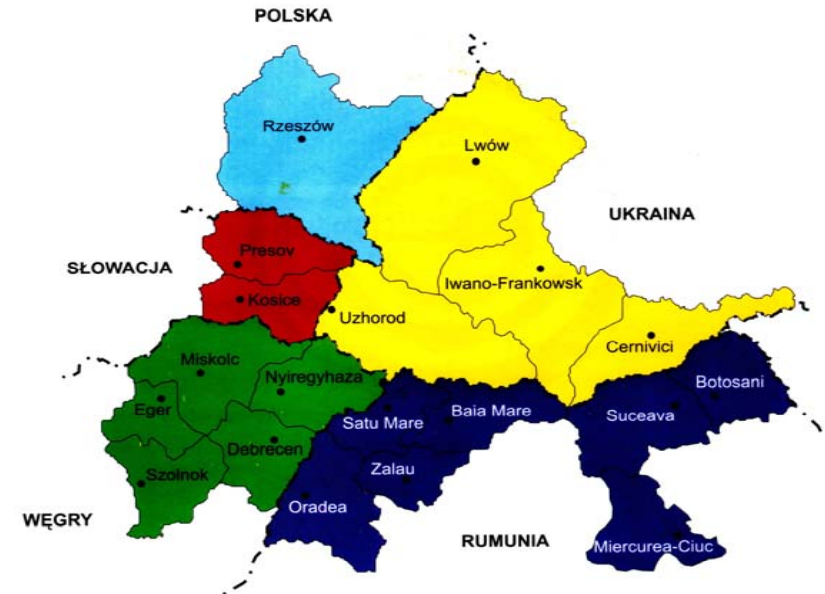 POLSKA
Rzeszów
Lwów
UKRAINA
Presov
SŁOWACJA
Iwano-Frankowsk
Kosice
Uzhorod
Cernivici
Miskolc
Nyiregyhaza
Botosani
Eger
Satu Mare
Baia Mare
Suceava
Debrecen
Zalau
Szolnok
Oradea
WĘGRY
RUMUNIA
Miercurea-Ciuc